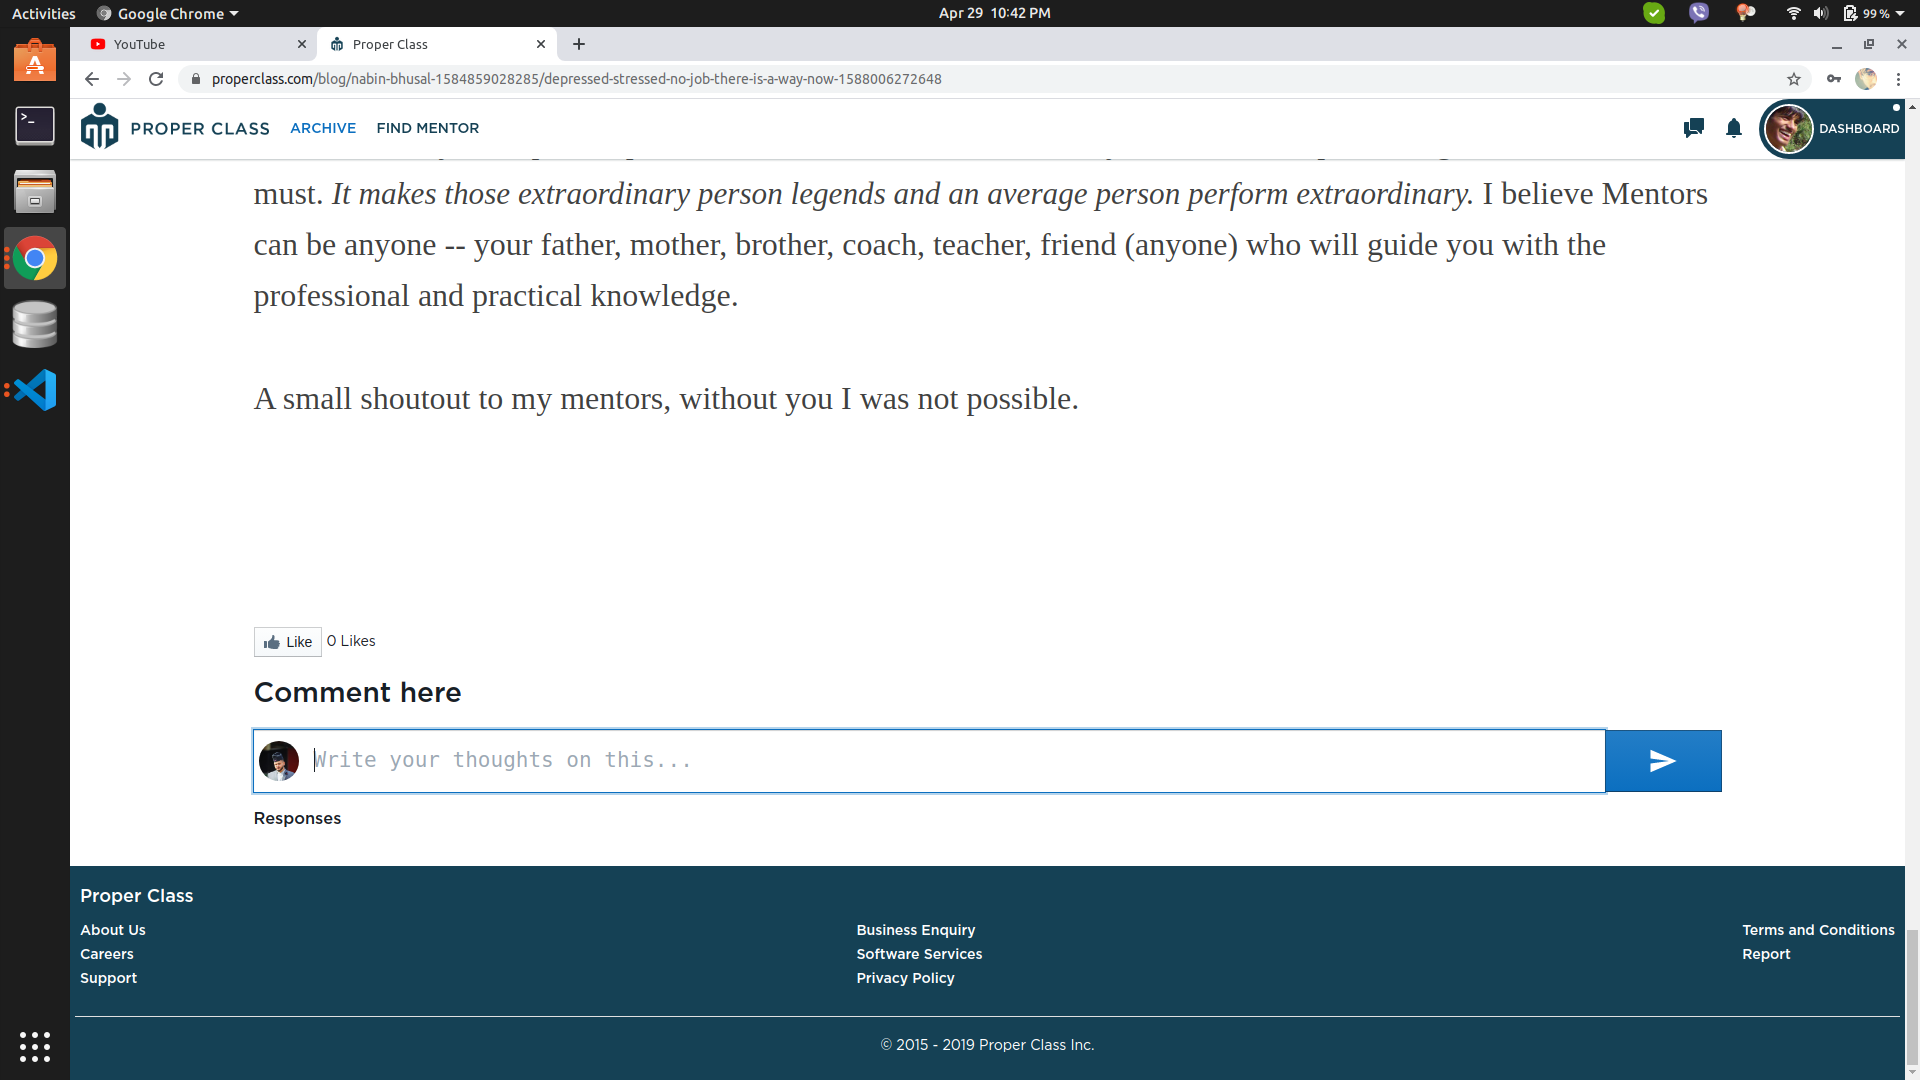 Activities
Google Chrome
Apr 29 10:42 PM
99 %
YouTube
Proper Class
properclass.com/blog/nabin-bhusal-1584859028285/depressed-stressed-no-job-there-is-a-way-now-1588006272648
PROPER CLASS
ARCHIVE
FIND MENTOR
DASHBOARD
must. It makes those extraordinary person legends and an average person perform extraordinary. I believe Mentors
can be anyone -- your father, mother, brother, coach, teacher, friend (anyone) who will guide you with the
professional and practical knowledge.
A small shoutout to my mentors, without you I was not possible.
Like
0 Likes
Comment here
Write your thoughts on this...
Responses
Proper Class
About Us
Careers
Support
Business Enquiry
Software Services
Privacy Policy
Terms and Conditions
Report
© 2015 - 2019 Proper Class Inc.